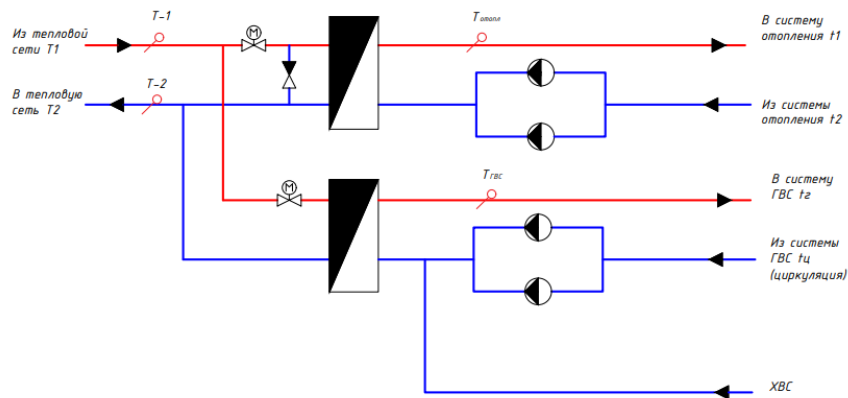 Из тепловой
сети Т1
Т-1
М
Тотопл
В систему
отопления t1
В тепловую
сеть Т2
Т-2
Из системы
отопления t2
М
ТГВС
В систему
ГВС tг
Из системы
ГВС tц
(циркуляция)
ХВС